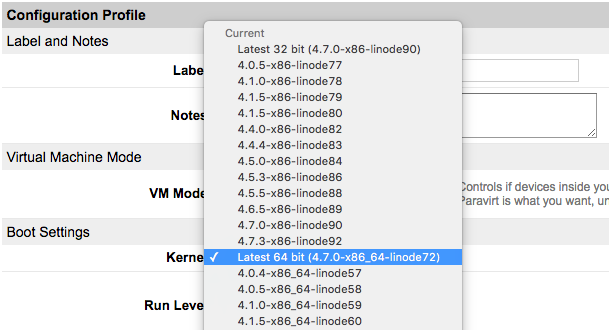 Configuration Profile
Label and Notes
Label
Notes
Virtual Machine Mode
VM Mode
Controls if devices inside you
Paravirt is what you want, un
Boot Settings
Kerne
Run Leve
Current
Latest 32 bit (4.7.0-x86-linode90)
4.0.5-x86-linode77
4.1.0-x86-linode78
4.1.5-x86-linode79
4.1.5-x86-linode80
4.4.0-x86-linode82
4.4.4-x86-linode83
4.5.0-x86-linode84
4.5.3-x86-linode86
4.5.5-x86-linode88
4.6.5-x86-linode89
4.7.0-x86-linode90
4.7.3-x86-linode92
✓ Latest 64 bit (4.7.0-x86_64-linode72)
4.0.4-x86_64-linode57
4.0.5-x86_64-linode58
4.1.0-x86_64-linode59
4.1.5-x86_64-linode60